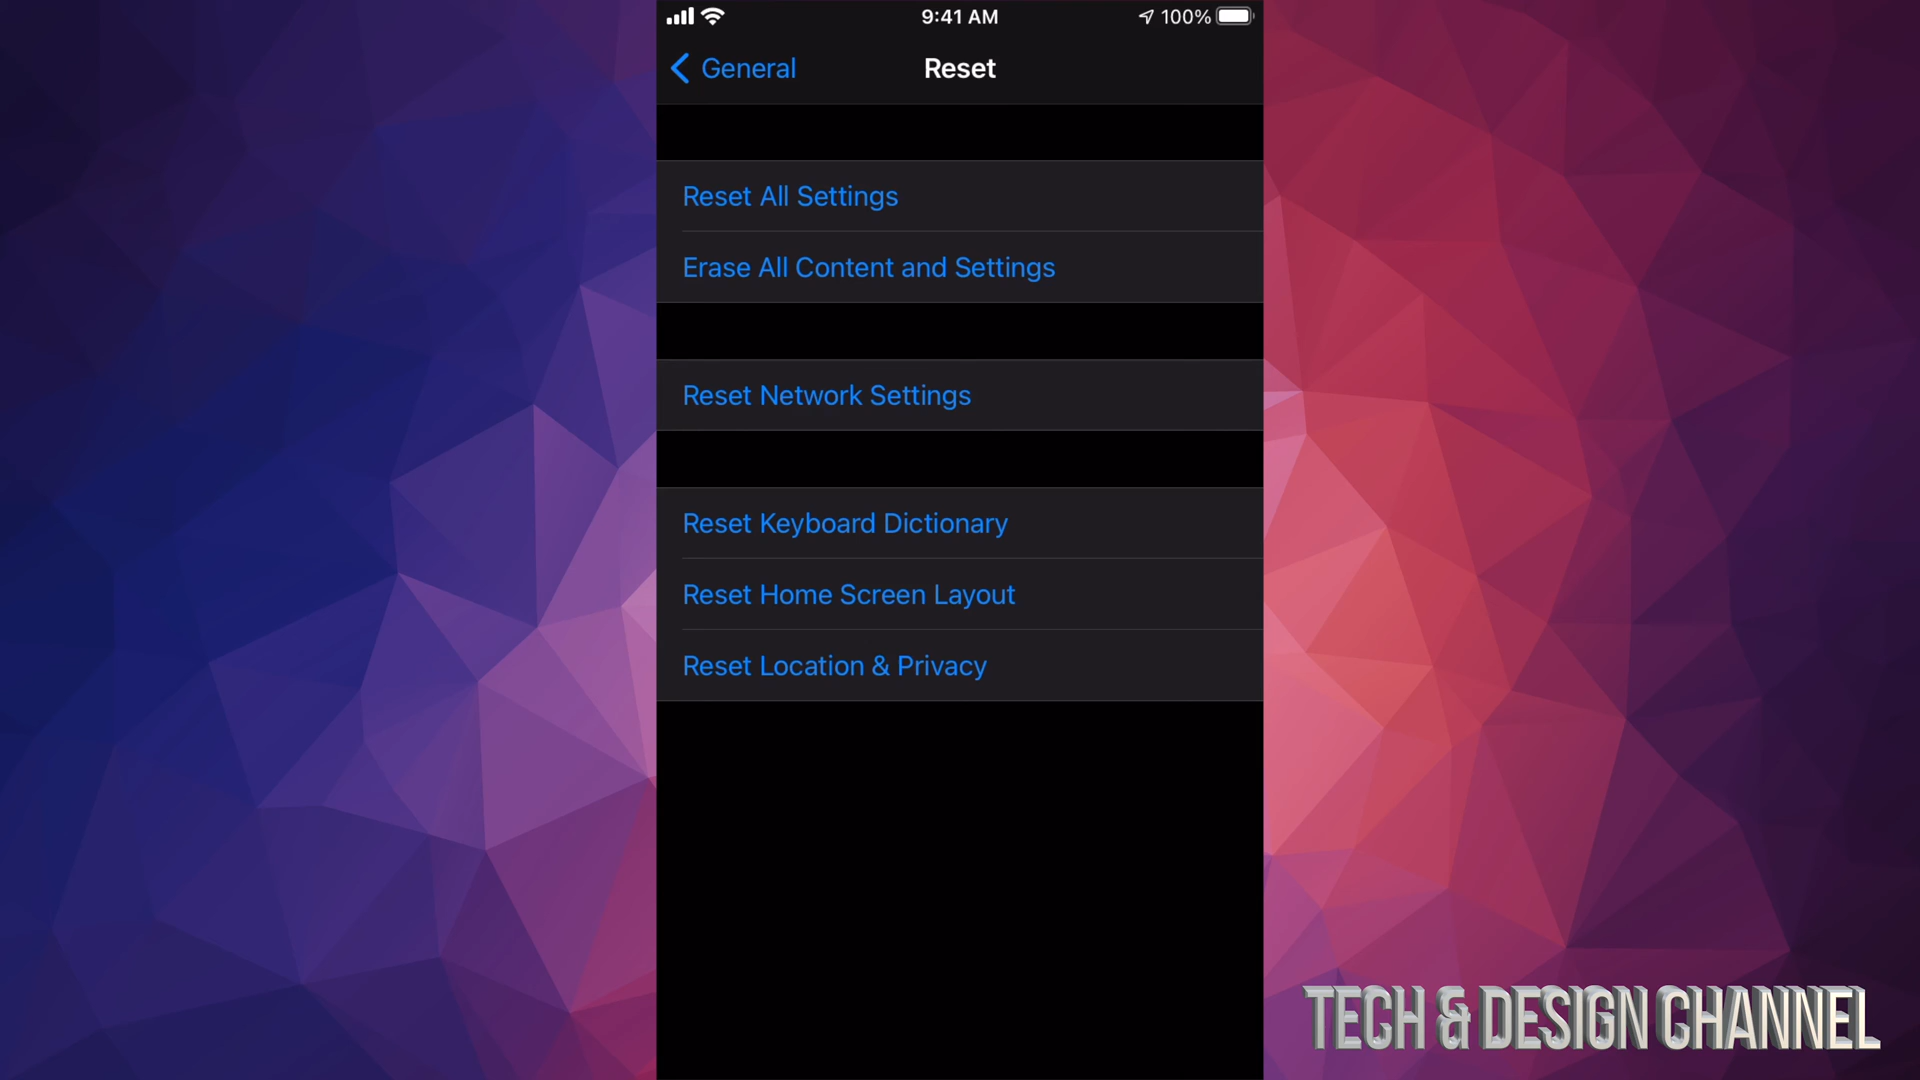 9:41 AM
100%
General
Reset
Reset All Settings
Erase All Content and Settings
Reset Network Settings
Reset Keyboard Dictionary
Reset Home Screen Layout
Reset Location & Privacy
TECH & DESIGN CHANNEL